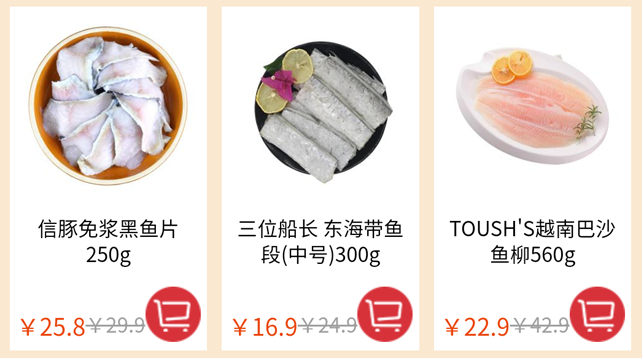 信豚免浆黑鱼片
250g
¥25.8 ¥29.9
三位船长 东海带鱼
段(中号)300g
¥16.9 ¥24.9
TOUSH'S越南巴沙
鱼柳560g
¥22.9 ¥42.9